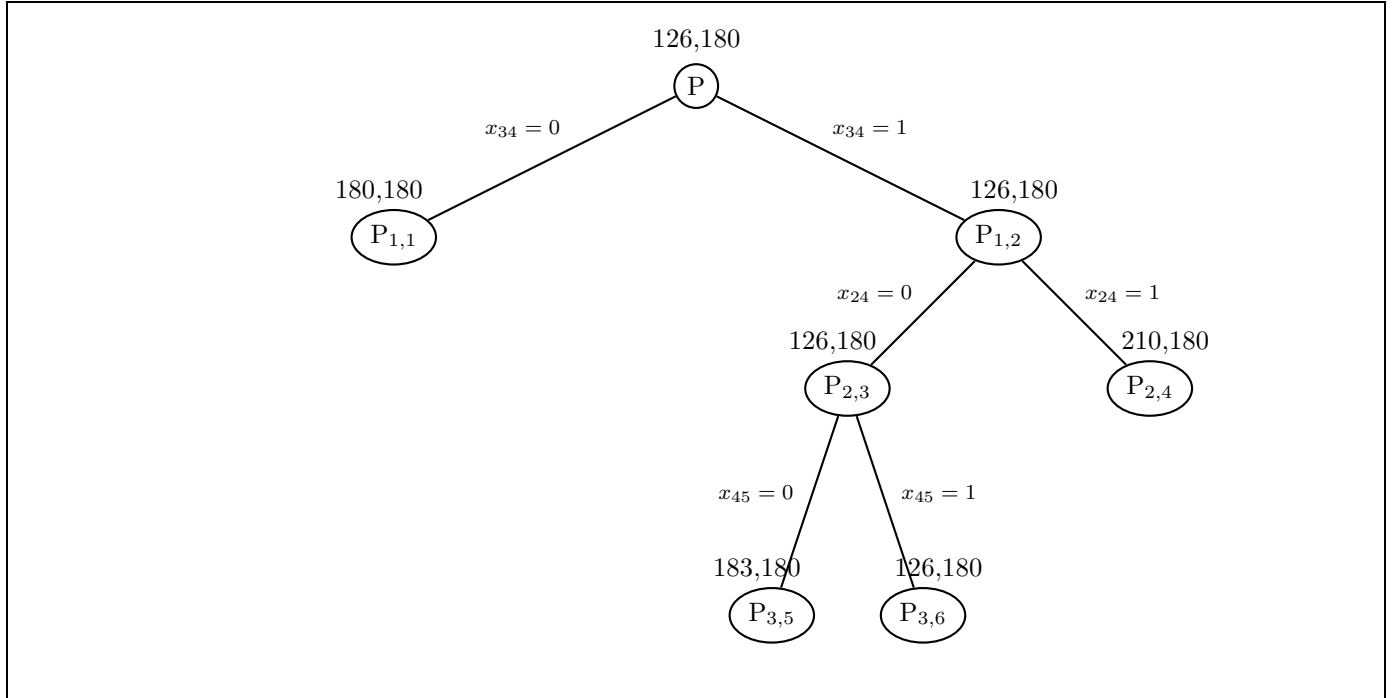 126,180
P
x₃₄ = 0
x₃₄ = 1
180,180
126,180
P₁,₁
P₁,₂
x₂₄ = 0
x₂₄ = 1
126,180
210,180
P₂,₃
P₂,₄
x₄₅ = 0
x₄₅ = 1
183,180
126,180
P₃,₅
P₃,₆